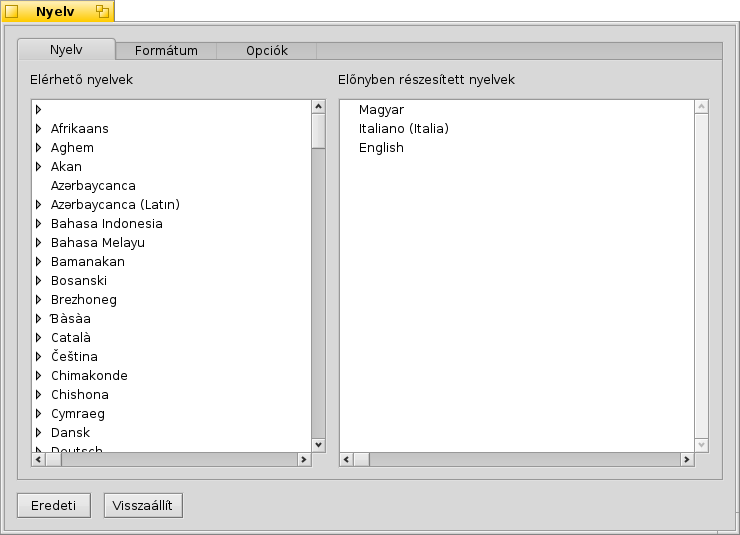 Nyelv
Nyelv Formátum Opciók
Elérhető nyelvek
Előnyben részesített nyelvek
Afrikaans
Aghem
Akan
Azərbaycanca
Azərbaycanca (Latın)
Bahasa Indonesia
Bahasa Melayu
Bamanakan
Bosanski
Brezhoneg
Ɓàsàa
Català
Čeština
Chimakonde
Chishona
Cymraeg
Dansk
Deutsch
Magyar
Italiano (Italia)
English
Eredeti Visszaállít